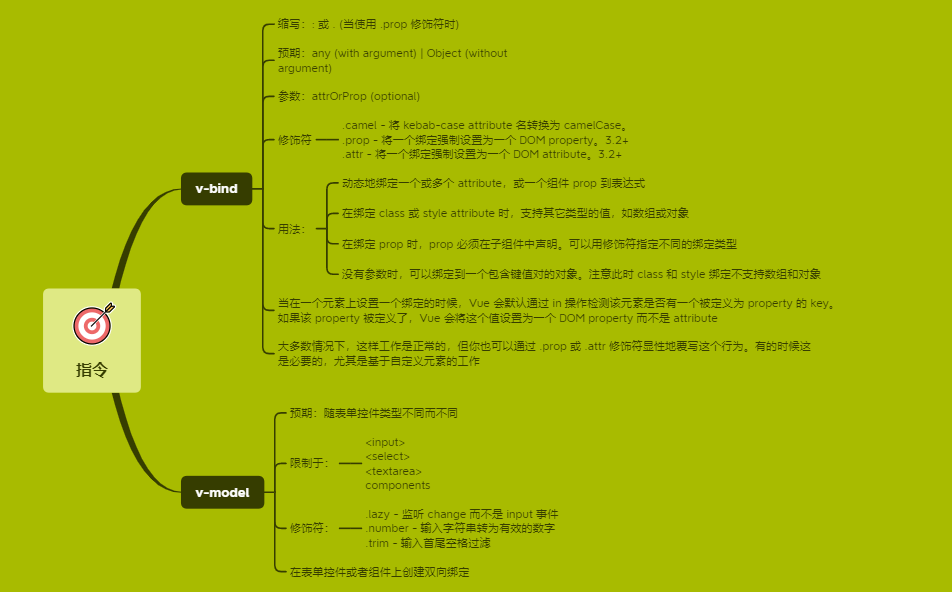 指令
v-bind
缩写：: 或 . (当使用 .prop 修饰符时)
预期：any (with argument) | Object (without
argument)
参数：attrOrProp (optional)
修饰符
.camel - 将 kebab-case attribute 名转换为 camelCase。
.prop - 将一个绑定强制设置为一个 DOM property。3.2+
.attr - 将一个绑定强制设置为一个 DOM attribute。3.2+
用法：
动态地绑定一个或多个 attribute，或一个组件 prop 到表达式
在绑定 class 或 style attribute 时，支持其它类型的值，如数组或对象
在绑定 prop 时，prop 必须在子组件中声明。可以用修饰符指定不同的绑定类型
没有参数时，可以绑定到一个包含键值对的对象。注意此时 class 和 style 绑定不支持数组和对象
当在一个元素上设置一个绑定的时候，Vue 会默认通过 in 操作检测该元素是否有一个被定义为 property 的 key。
如果该 property 被定义了，Vue 会将这个值设置为一个 DOM property 而不是 attribute
大多数情况下，这样工作是正常的，但你也可以通过 .prop 或 .attr 修饰符显性地覆写这个行为。有的时候这
是必要的，尤其是基于自定义元素的工作
v-model
预期：随表单控件类型不同而不同
限制于：
<input>
<select>
<textarea>
components
修饰符：
.lazy - 监听 change 而不是 input 事件
.number - 输入字符串转为有效的数字
.trim - 输入首尾空格过滤
在表单控件或者组件上创建双向绑定